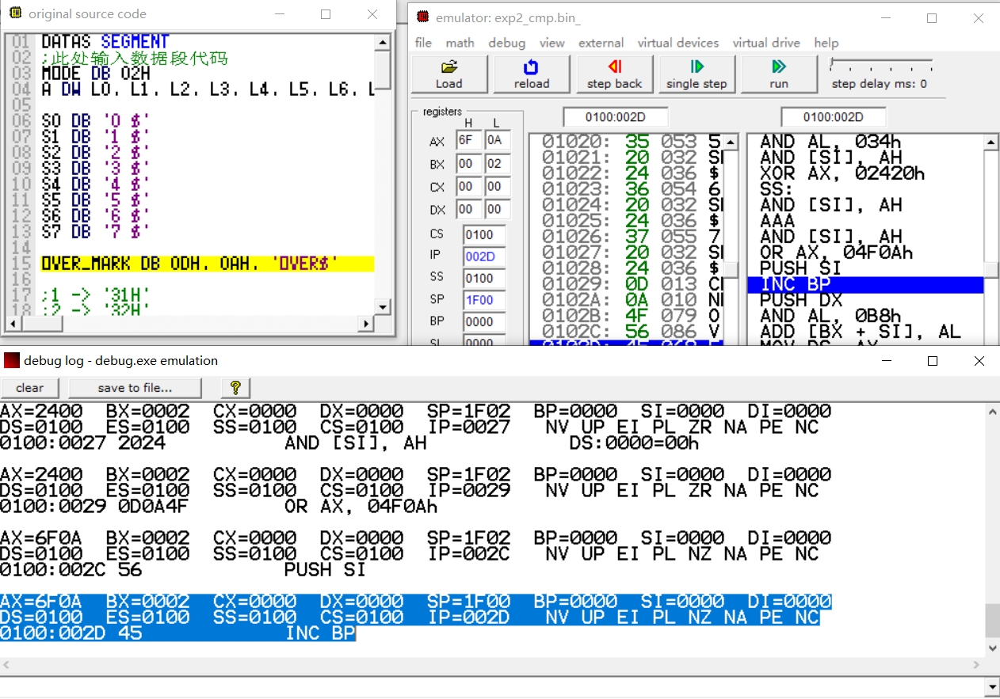 original source code
01 DATAS SEGMENT
02 ;此处输入数据段代码
03 MODE DB 02H
04 A DW L0, L1, L2, L3, L4, L5, L6, L
05
06 S0 DB '0 $'
07 S1 DB '1 $'
08 S2 DB '2 $'
09 S3 DB '3 $'
10 S4 DB '4 $'
11 S5 DB '5 $'
12 S6 DB '6 $'
13 S7 DB '7 $'
14
15 OVER_MARK DB 0DH, 0AH, 'OVER$'
16
17 ;1 -> '31H'
18 ;2 -> '32H'
emulator: exp2_cmp.bin_
file math debug view external virtual devices virtual drive help
Load reload step back single step run step delay ms: 0
registers
H L
AX 6F 0A
BX 00 02
CX 00 00
DX 00 00
CS 0100
IP 002D
SS 0100
SP 1F00
BP 0000
SI 0000
0100:002D 0100:002D
01020: 35 053 5
01021: 20 032 SI
01022: 24 036 $
01023: 36 054 6
01024: 20 032 SI
01025: 24 036 $
01026: 37 055 7
01027: 20 032 SI
01028: 24 036 $
01029: 0D 013 CI
0102A: 0A 010 NI
0102B: 4F 079 O
0102C: 56 086 V
AND AL, 034h
AND [SI], AH
XOR AX, 02420h
SS:
AND [SI], AH
AAA
AND [SI], AH
OR AX, 04F0Ah
PUSH SI
INC BP
PUSH DX
AND AL, 0B8h
ADD [BX + SI], AL
MOV DS, AX
debug log - debug.exe emulation
clear save to file... ?
AX=2400 BX=0002 CX=0000 DX=0000 SP=1F02 BP=0000 SI=0000 DI=0000
DS=0100 ES=0100 SS=0100 CS=0100 IP=0027 NV UP EI PL ZR NA PE NC
0100:0027 2024 AND [SI], AH DS:0000=00h
AX=2400 BX=0002 CX=0000 DX=0000 SP=1F02 BP=0000 SI=0000 DI=0000
DS=0100 ES=0100 SS=0100 CS=0100 IP=0029 NV UP EI PL ZR NA PE NC
0100:0029 0D0A4F OR AX, 04F0Ah
AX=6F0A BX=0002 CX=0000 DX=0000 SP=1F02 BP=0000 SI=0000 DI=0000
DS=0100 ES=0100 SS=0100 CS=0100 IP=002C NV UP EI PL NZ NA PE NC
0100:002C 56 PUSH SI
AX=6F0A BX=0002 CX=0000 DX=0000 SP=1F00 BP=0000 SI=0000 DI=0000
DS=0100 ES=0100 SS=0100 CS=0100 IP=002D NV UP EI PL NZ NA PE NC
0100:002D 45 INC BP